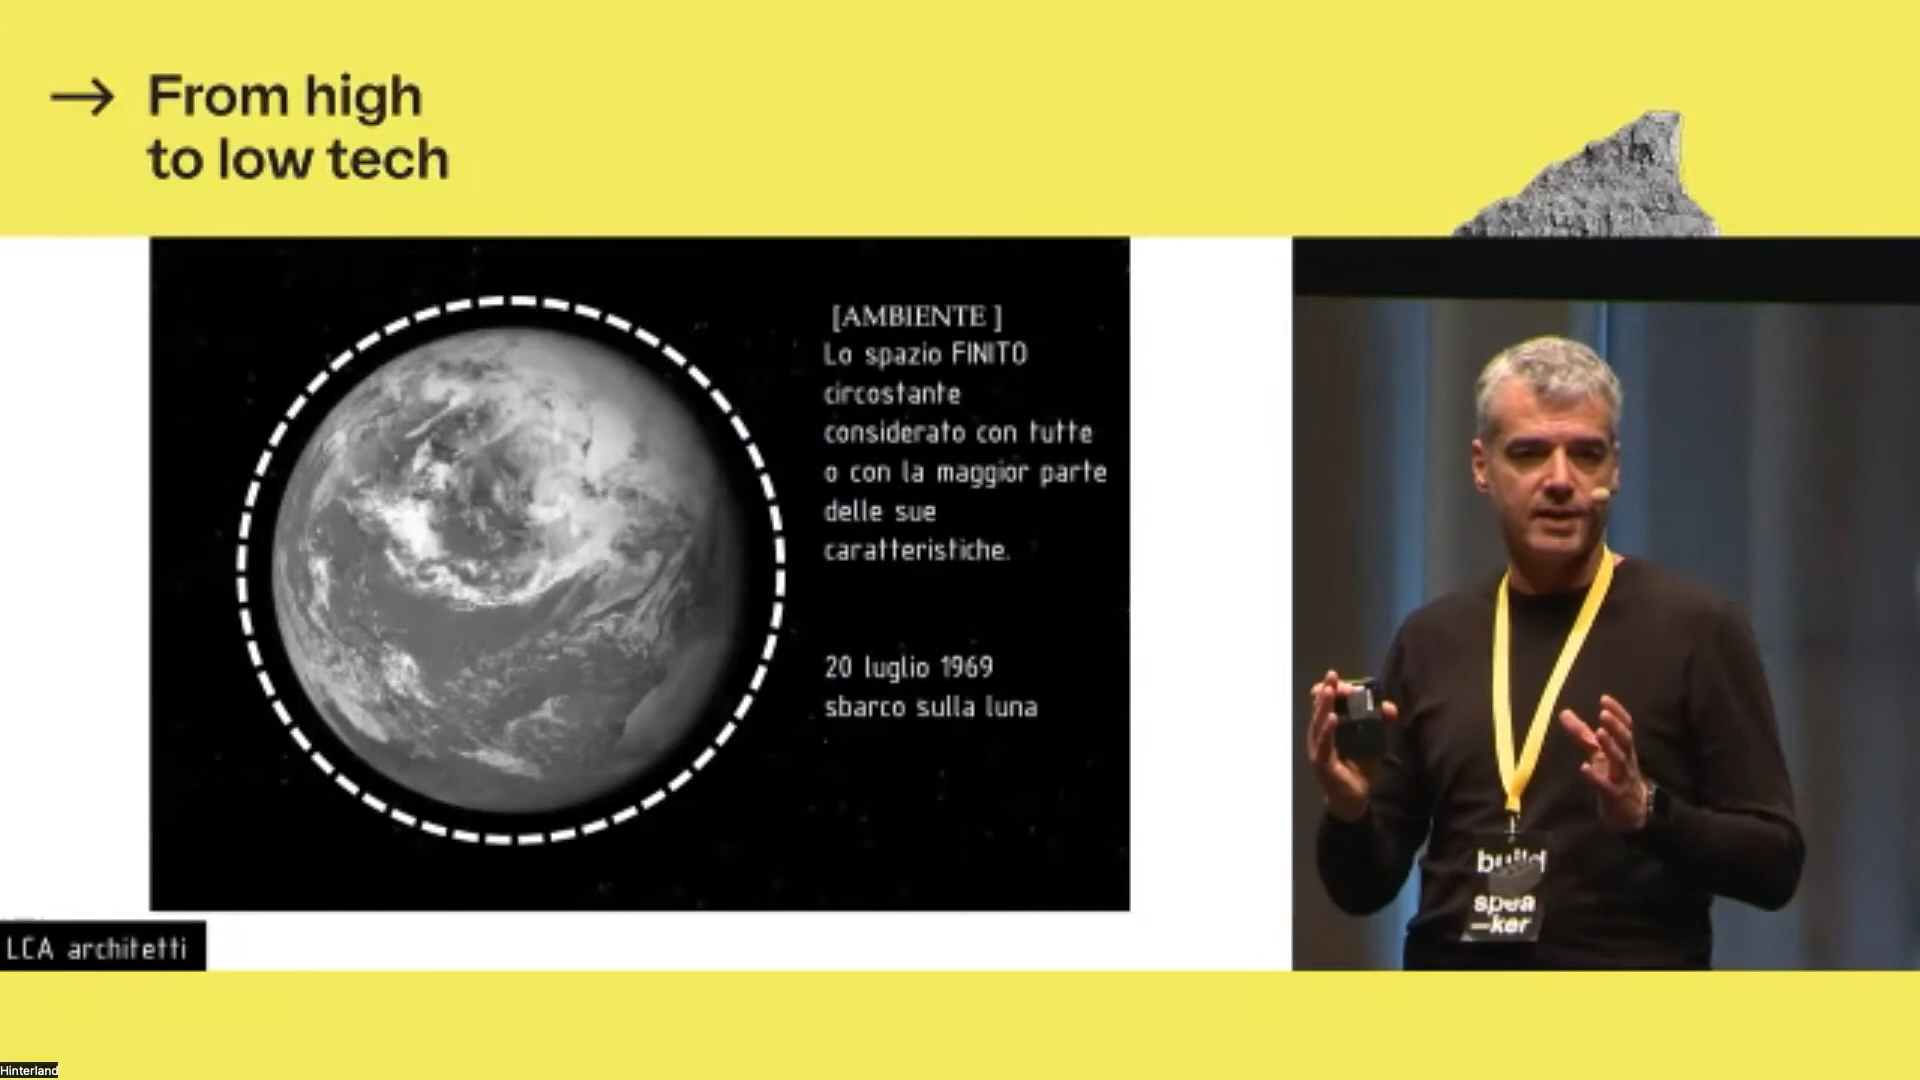 → From high
to low tech
[AMBIENTE ]
Lo spazio FINITO
circostante
considerato con tutte
o con la maggior parte
delle sue
caratteristiche.
20 luglio 1969
sbarco sulla luna
build
spea
—ker
LCA architetti
Hinterland